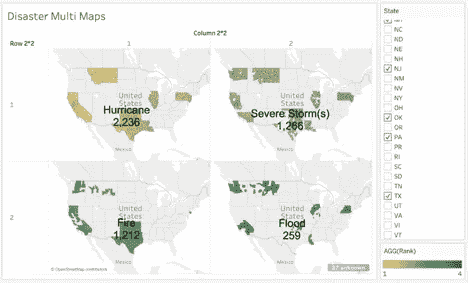 Disaster Multi Maps
Column 2*2
Row 2*2
1
2
1
United
States
Hurricane
2,236
Mexico
United
States
Severe Storm(s)
1,266
Mexico
2
United
States
Fire
1,212
Mexico
© OpenStreetMap contributors
United
States
Flood
259
Mexico
State
NC
ND
NE
NH
NJ
NM
NV
NY
OH
OK
OR
PA
PR
RI
SC
SD
TN
TX
UT
VA
VI
VT
AGG(Rank)
1
4